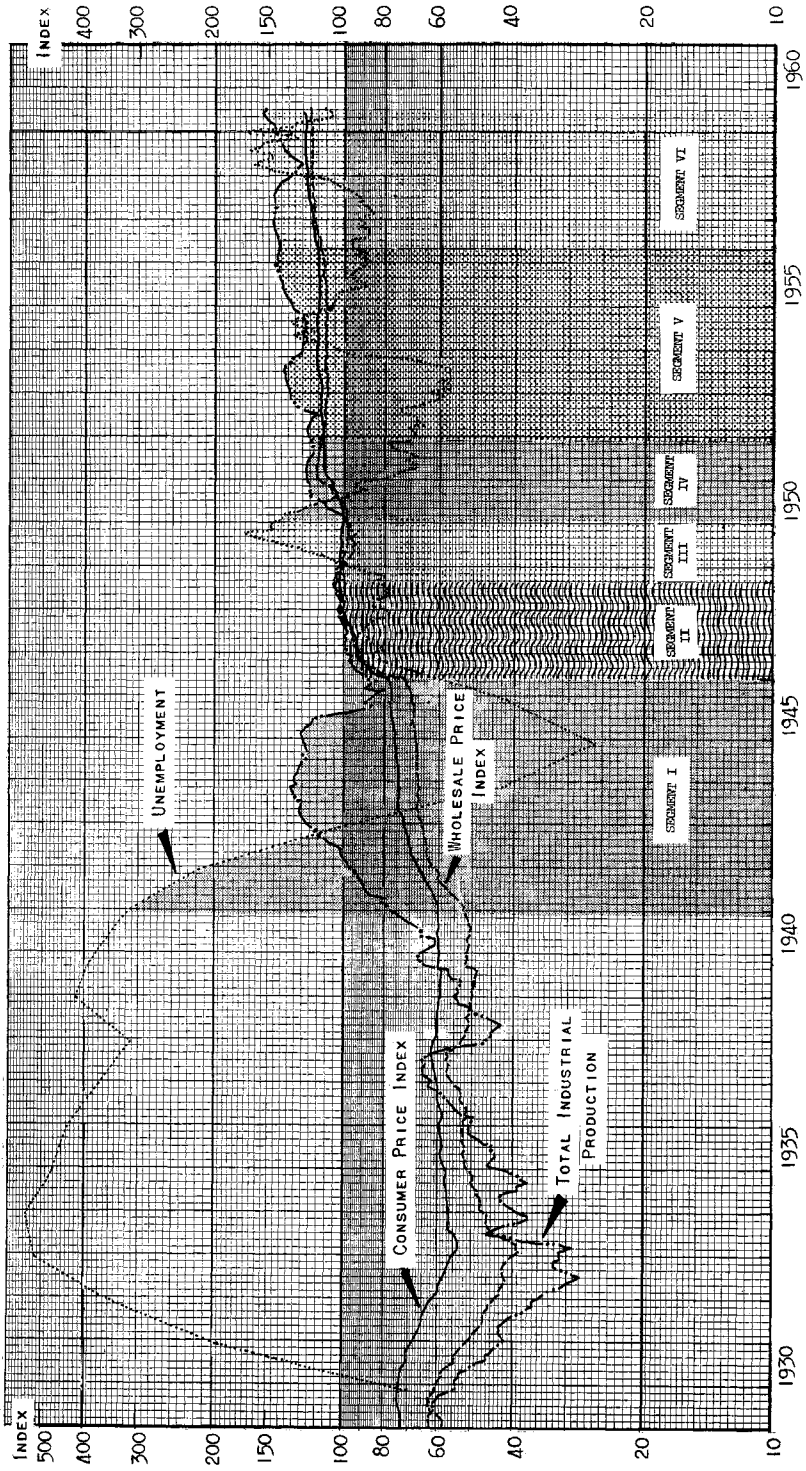 INDEX
500
400
300
200
150
100
80
60
40
20
10
INDEX
500
400
300
200
150
100
80
60
40
20
10
UNEMPLOYMENT
CONSUMER PRICE INDEX
WHOLESALE PRICE
INDEX
TOTAL INDUSTRIAL
PRODUCTION
SEGMENT I
SEGMENT
II
SEGMENT
III
SEGMENT
IV
SEGMENT V
SEGMENT VI
1930
1935
1940
1945
1950
1955
1960